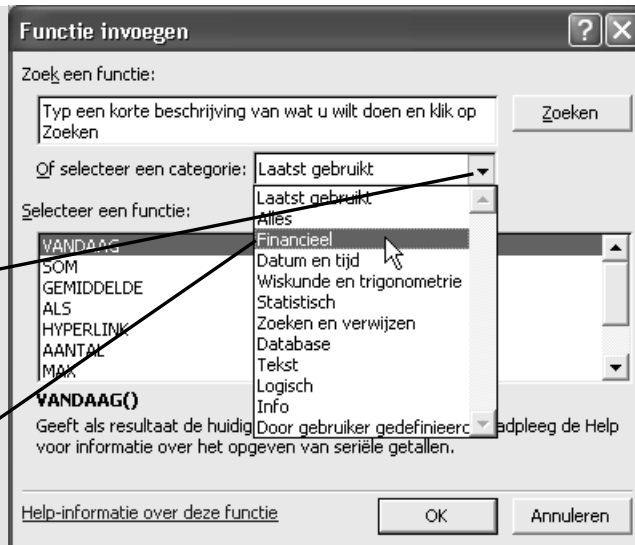 Functie invoegen
Zoek een functie:
Typ een korte beschrijving van wat u wilt doen en klik op
Zoeken
Zoeken
Of selecteer een categorie: Laatst gebruikt
Laatst gebruikt
Alles
Financieel
Datum en tijd
Wiskunde en trigonometrie
Statistisch
Zoeken en verwijzen
Database
Tekst
Logisch
Info
Door gebruiker gedefinieerd
Selecteer een functie:
VANDAAG
SOM
GEMIDDELDE
ALS
HYPERLINK
AANTAL
MAX
VANDAAG()
Geeft als resultaat de huidig adpleeg de Help
voor informatie over het opgeven van seriële getallen.
Help-informatie over deze functie
OK
Annuleren